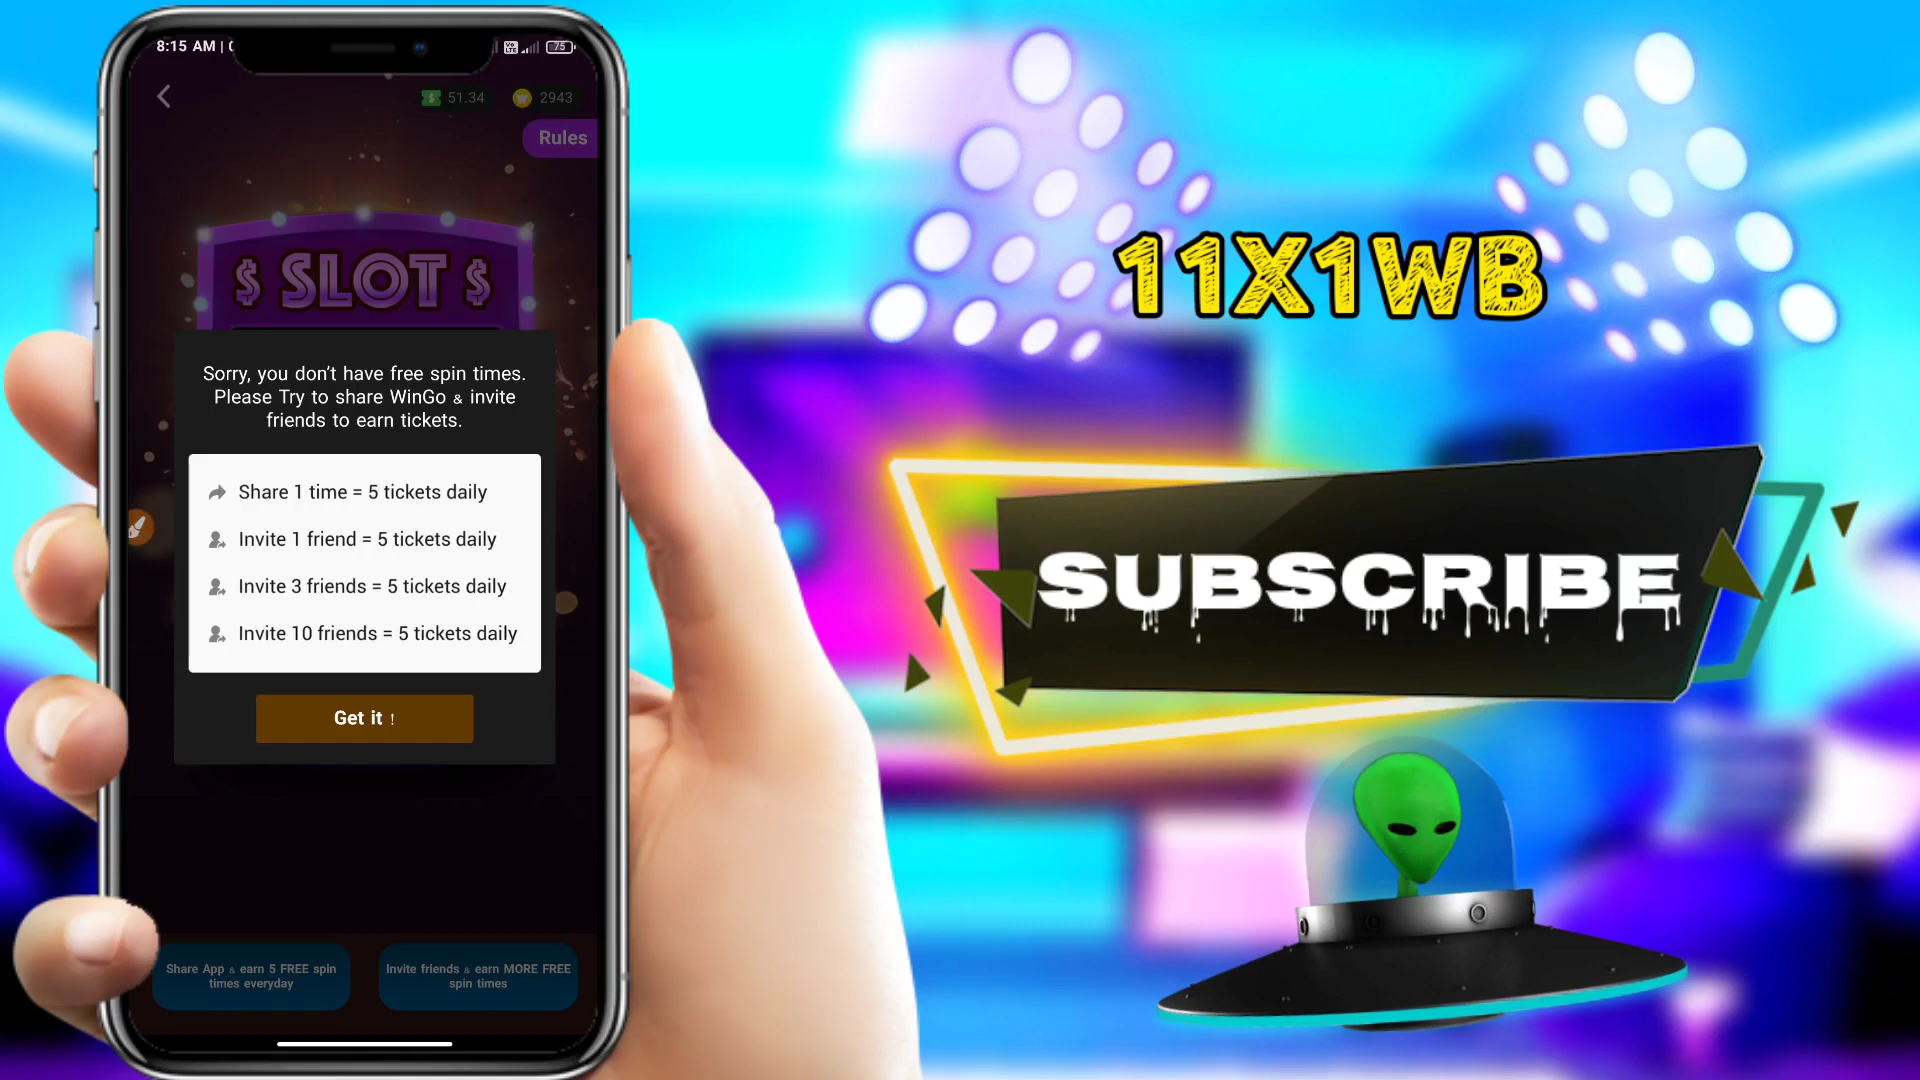 8:15 AM |
75
51.34
2943
Rules
$ SLOT $
Sorry, you don't have free spin times.
Please Try to share WinGo & invite
friends to earn tickets.
Share 1 time = 5 tickets daily
Invite 1 friend = 5 tickets daily
Invite 3 friends = 5 tickets daily
Invite 10 friends = 5 tickets daily
Get it !
Share App & earn 5 FREE spin
times everyday
Invite friends & earn MORE FREE
spin times
11X1WB
SUBSCRIBE